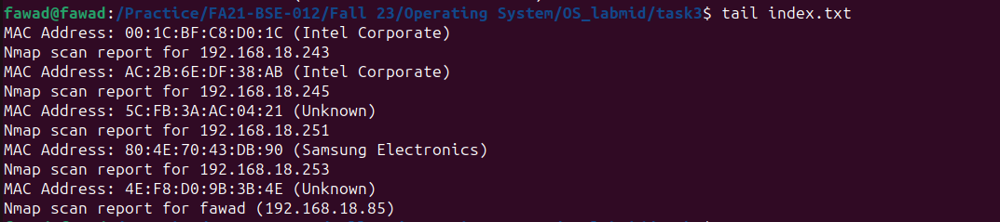 fawad@fawad:/Practice/FA21-BSE-012/Fall 23/Operating System/OS_labmid/task3$ tail index.txt
MAC Address: 00:1C:BF:C8:D0:1C (Intel Corporate)
Nmap scan report for 192.168.18.243
MAC Address: AC:2B:6E:DF:38:AB (Intel Corporate)
Nmap scan report for 192.168.18.245
MAC Address: 5C:FB:3A:AC:04:21 (Unknown)
Nmap scan report for 192.168.18.251
MAC Address: 80:4E:70:43:DB:90 (Samsung Electronics)
Nmap scan report for 192.168.18.253
MAC Address: 4E:F8:D0:9B:3B:4E (Unknown)
Nmap scan report for fawad (192.168.18.85)